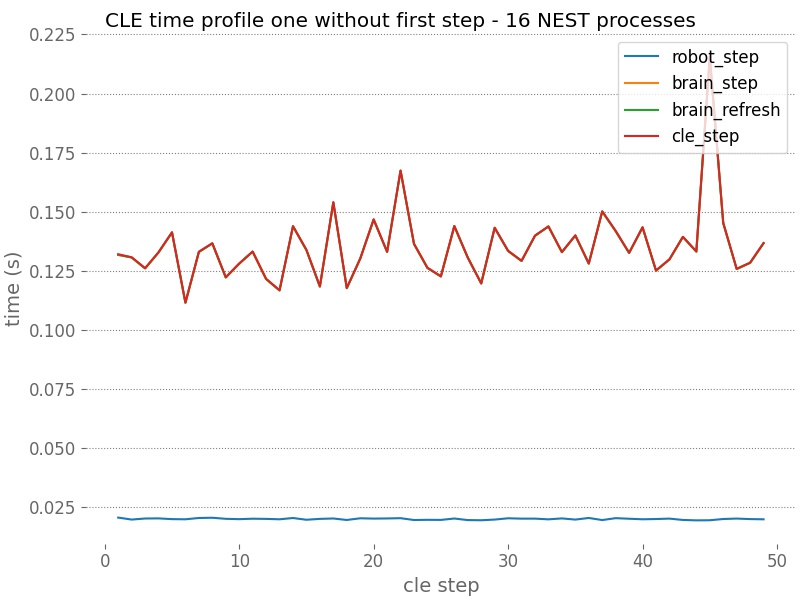 CLE time profile one without first step - 16 NEST processes
0.225
0.200
0.175
0.150
0.125
0.100
0.075
0.050
0.025
time (s)
robot_step
brain_step
brain_refresh
cle_step
0 10 20 30 40 50
cle step